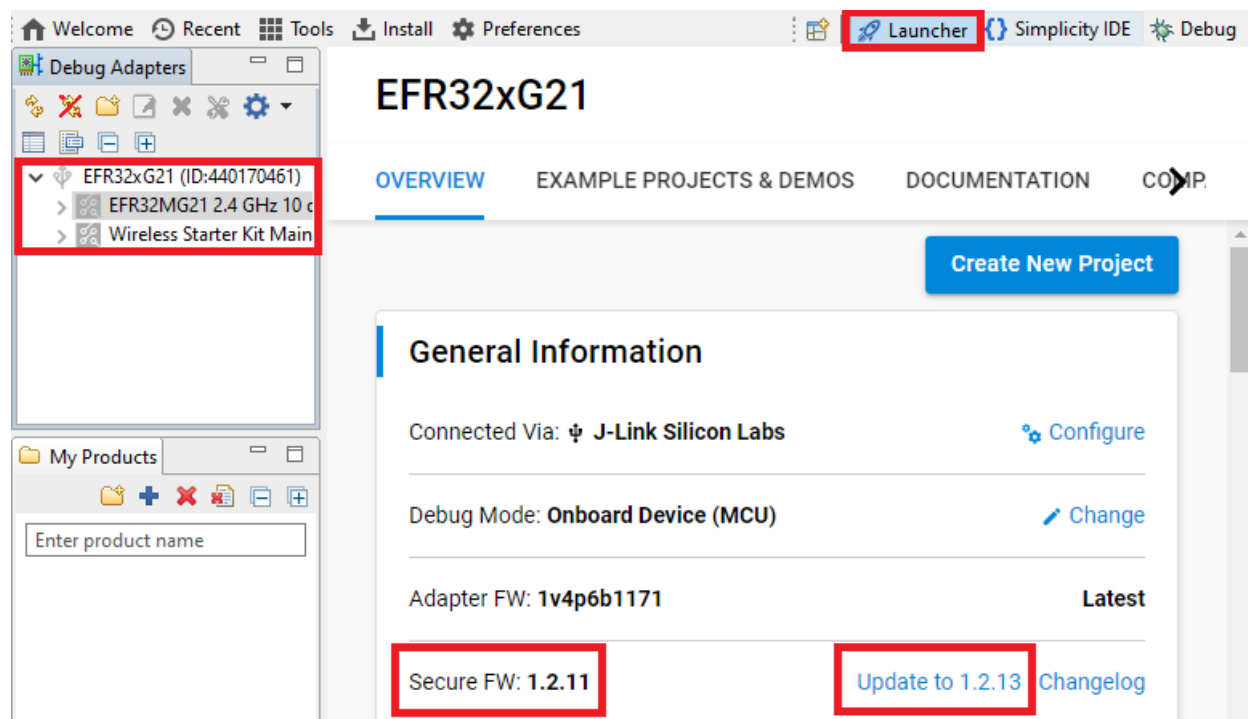 Welcome Recent Tools Install Preferences Launcher Simplicity IDE Debug
Debug Adapters
EFR32xG21 (ID:440170461)
EFR32MG21 2.4 GHz 10
Wireless Starter Kit Main
My Products
Enter product name
EFR32xG21
OVERVIEW EXAMPLE PROJECTS & DEMOS DOCUMENTATION
Create New Project
General Information
Connected Via: J-Link Silicon Labs Configure
Debug Mode: Onboard Device (MCU) Change
Adapter FW: 1v4p6b1171 Latest
Secure FW: 1.2.11 Update to 1.2.13 Changelog